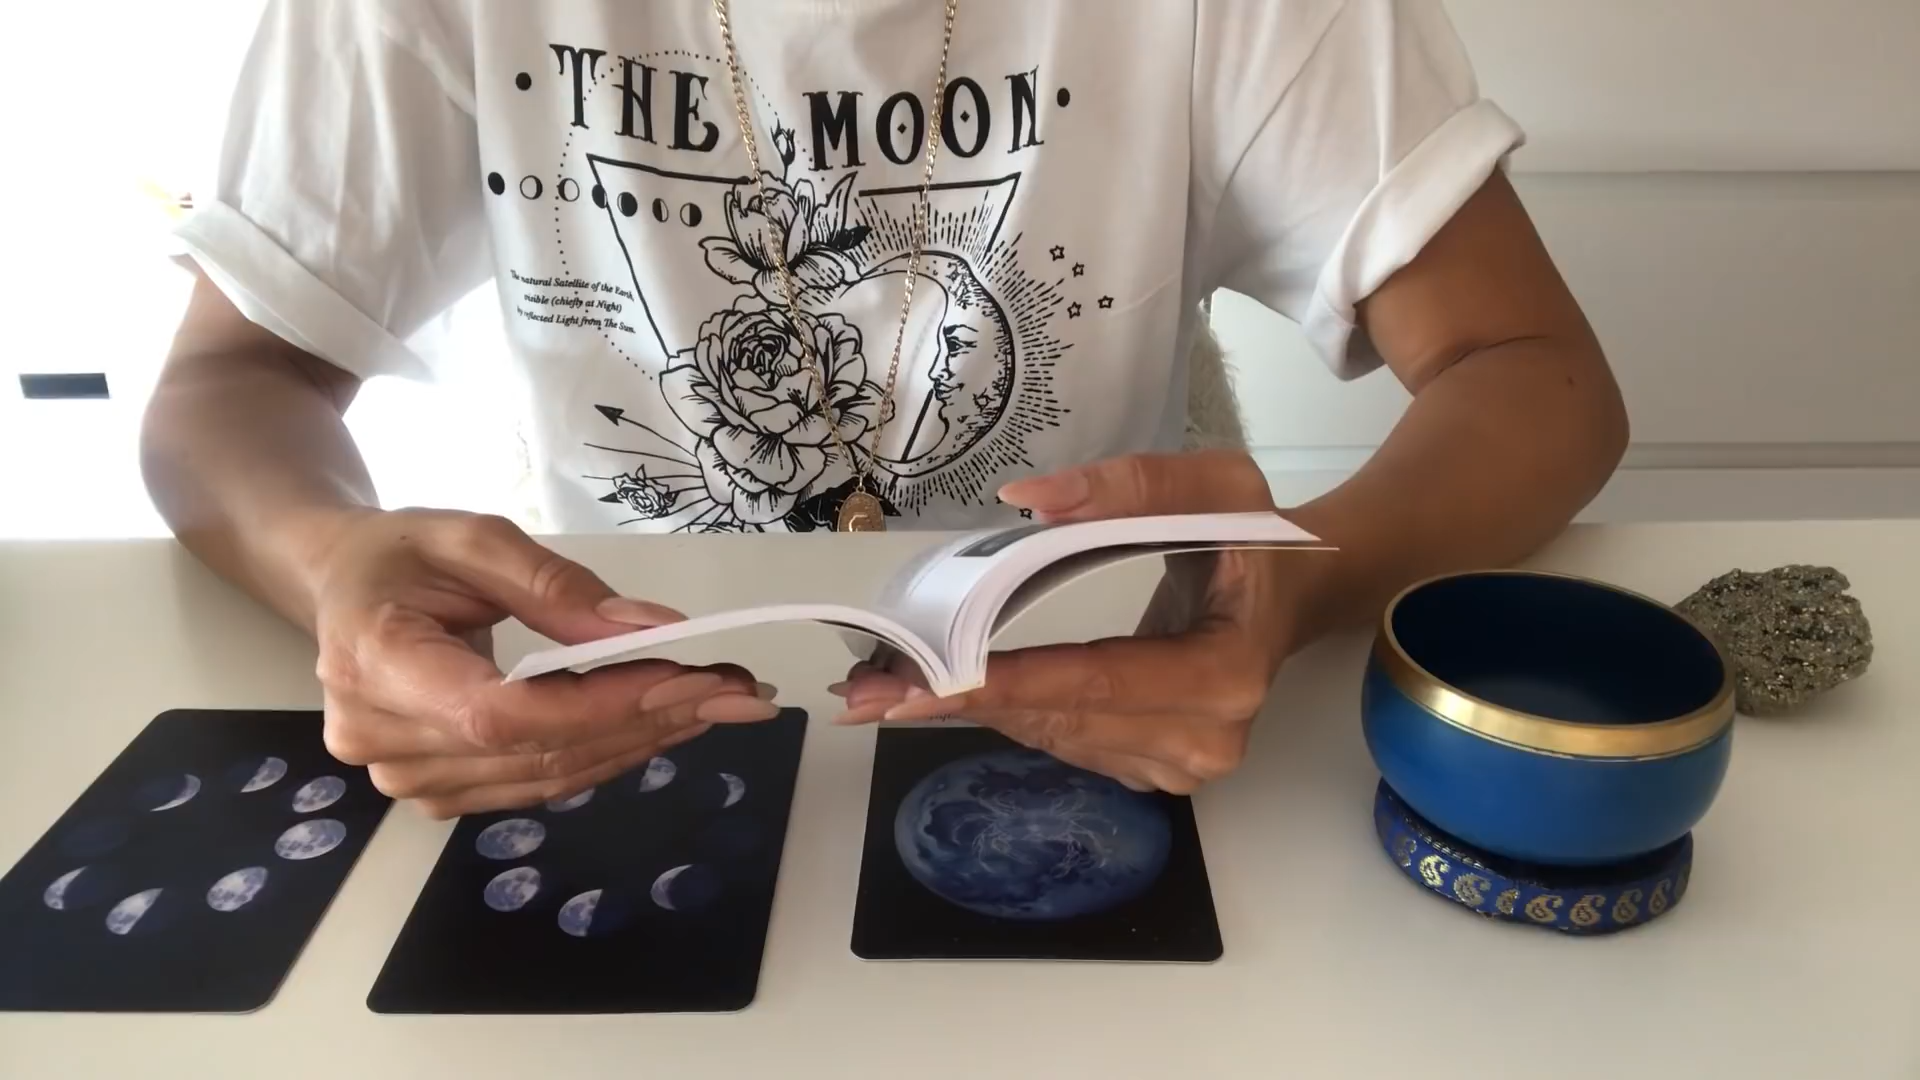 THE MOON
The natural Satellite of the Earth,
visible (chiefly at Night)
by reflected Light from The Sun.